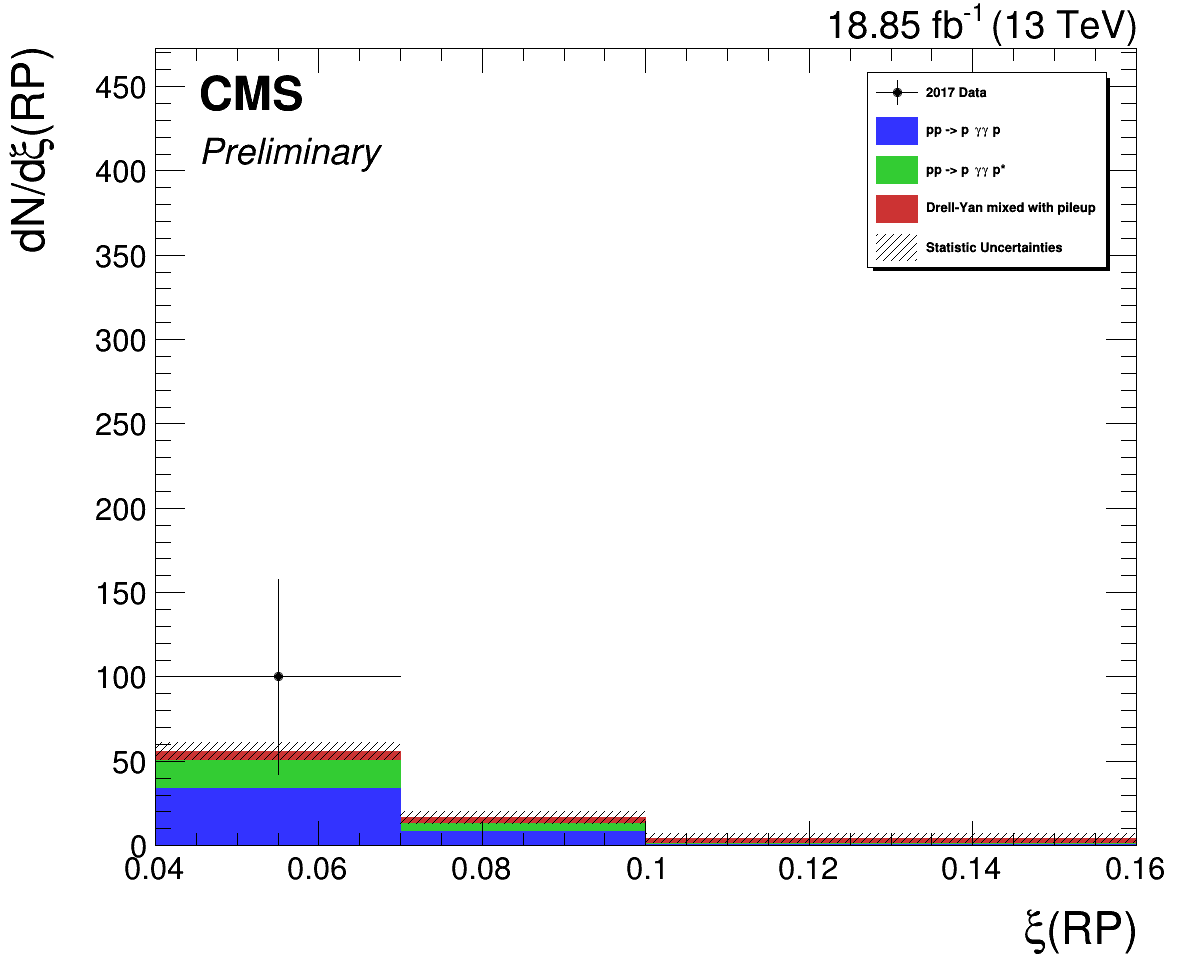 18.85 fb-1 (13 TeV)
dN/dξ(RP)
CMS
Preliminary
2017 Data
pp -> p γγ p
pp -> p γγ p*
Drell-Yan mixed with pileup
Statistic Uncertainties
450
400
350
300
250
200
150
100
50
0
0.04 0.06 0.08 0.1 0.12 0.14 0.16
ξ(RP)